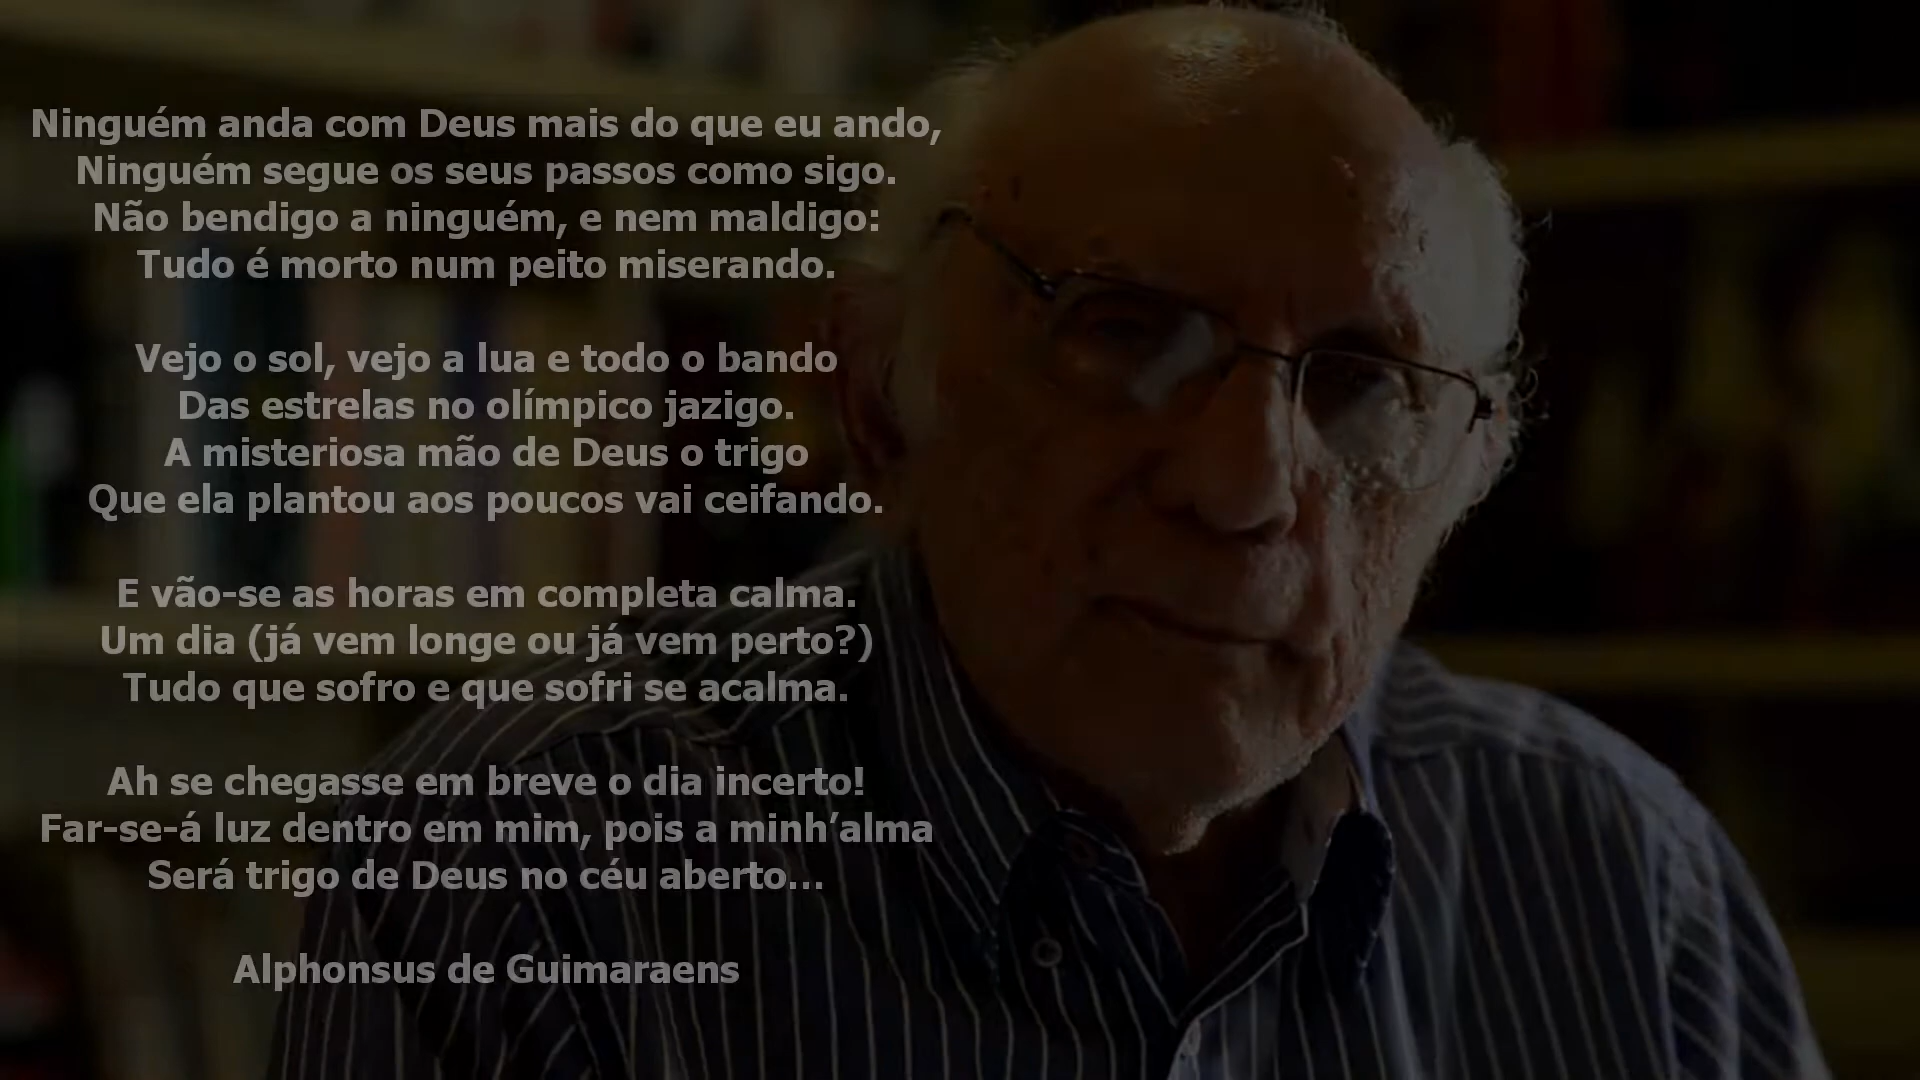 Ninguém anda com Deus mais do que eu ando,
Ninguém segue os seus passos como sigo.
Não bendigo a ninguém, e nem maldigo:
Tudo é morto num peito miserando.
Vejo o sol, vejo a lua e todo o bando
Das estrelas no olímpico jazigo.
A misteriosa mão de Deus o trigo
Que ela plantou aos poucos vai ceifando.
E vão-se as horas em completa calma.
Um dia (já vem longe ou já vem perto?)
Tudo que sofro e que sofri se acalma.
Ah se chegasse em breve o dia incerto!
Far-se-á luz dentro em mim, pois a minh’alma
Será trigo de Deus no céu aberto...
Alphonsus de Guimaraens